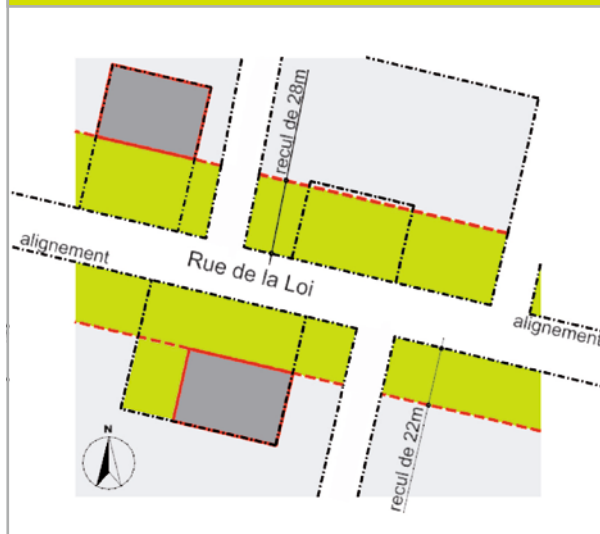 recul de 28m
alignement
Rue de la Loi
alignement
recul de 22m
N